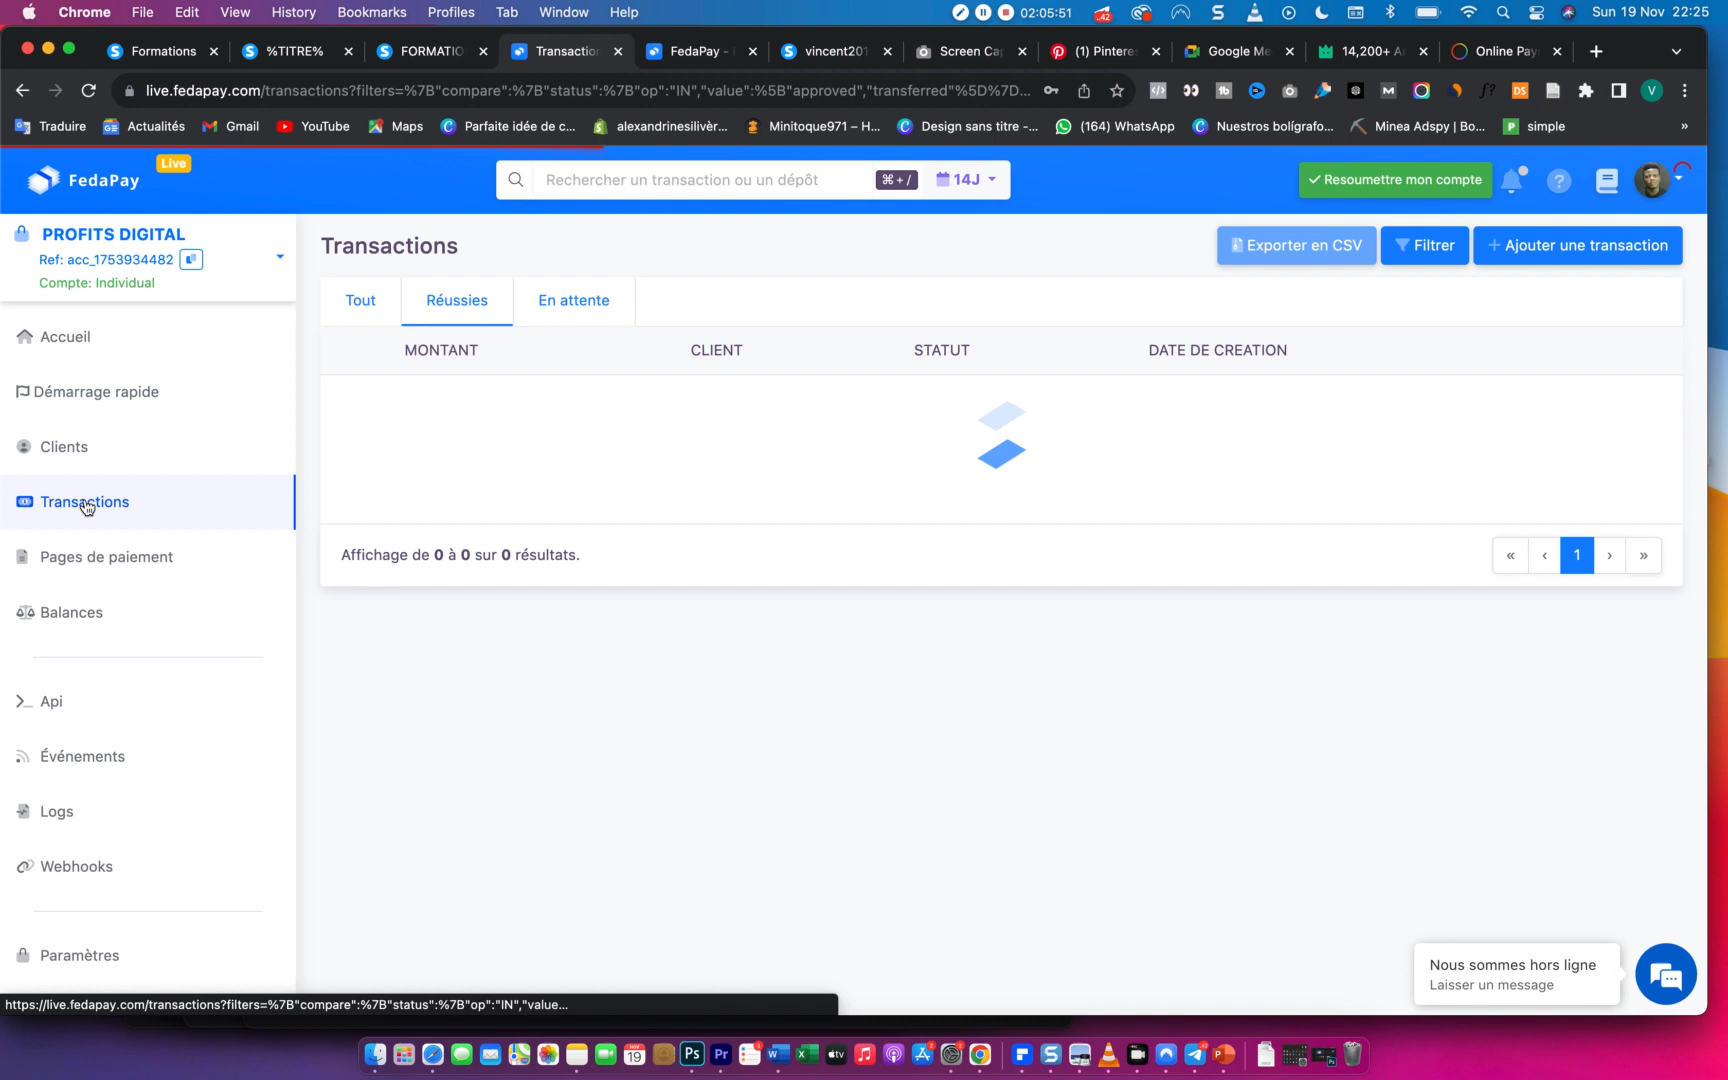 Chrome File Edit View History Bookmarks Profiles Tab Window Help 02:05:51 Sun 19 Nov 22:25
Formations %TITRE% FORMATIO Transaction FedaPay - vincent201 Screen Cap (1) Pinteres Google Me 14,200+ A Online Pay
live.fedapay.com/transactions?filters=%7B"compare":%7B"status":%7B"op":"IN","value":%5B"approved","transferred"%5D%7D...
Traduire Actualités Gmail YouTube Maps Parfaite idée de c... alexandrinesilivèr... Minitoque971 – H... Design sans titre -... (164) WhatsApp Nuestros bolígrafo... Minea Adspy | Bo... simple »
FedaPay Live
Rechercher un transaction ou un dépôt ⌘+/ 14J
Resoumettre mon compte
PROFITS DIGITAL
Ref: acc_1753934482
Compte: Individual
Accueil
Démarrage rapide
Clients
Transactions
Pages de paiement
Balances
Api
Événements
Logs
Webhooks
Paramètres
Transactions
Exporter en CSV Filtrer + Ajouter une transaction
Tout Réussies En attente
MONTANT CLIENT STATUT DATE DE CREATION
Affichage de 0 à 0 sur 0 résultats.
« ‹ 1 › »
Nous sommes hors ligne
Laisser un message
https://live.fedapay.com/transactions?filters=%7B"compare":%7B"status":%7B"op":"IN","value...